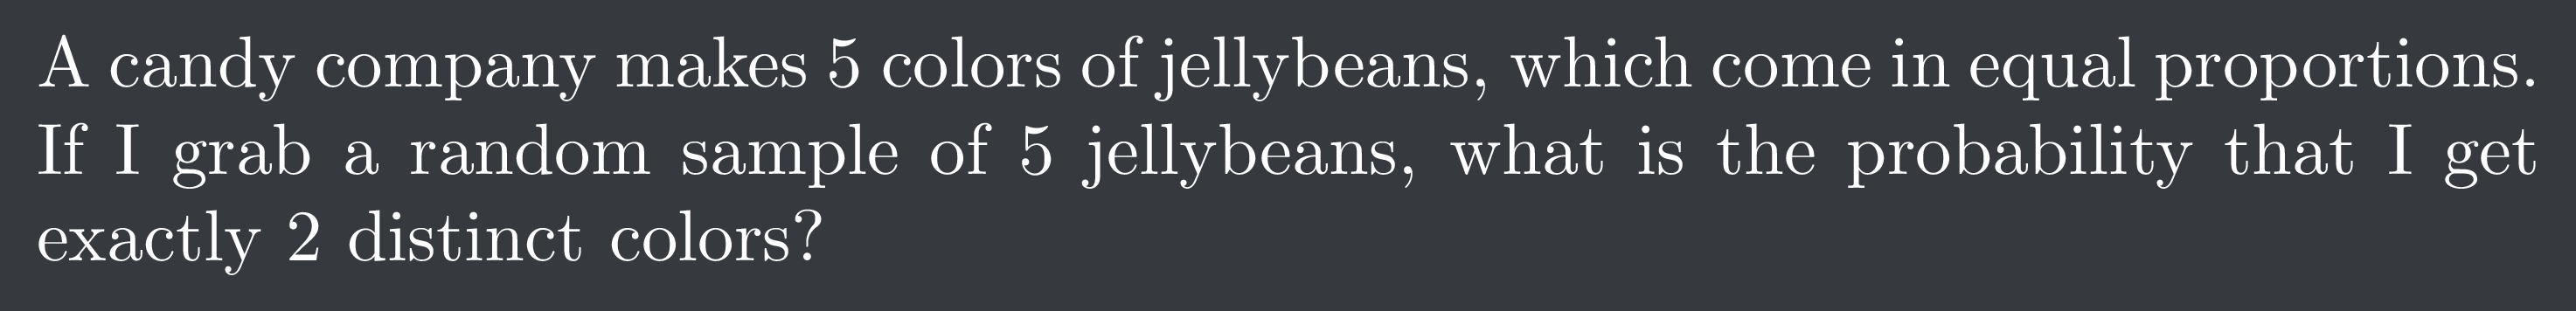 A candy company makes 5 colors of jellybeans, which come in equal proportions.
If I grab a random sample of 5 jellybeans, what is the probability that I get
exactly 2 distinct colors?